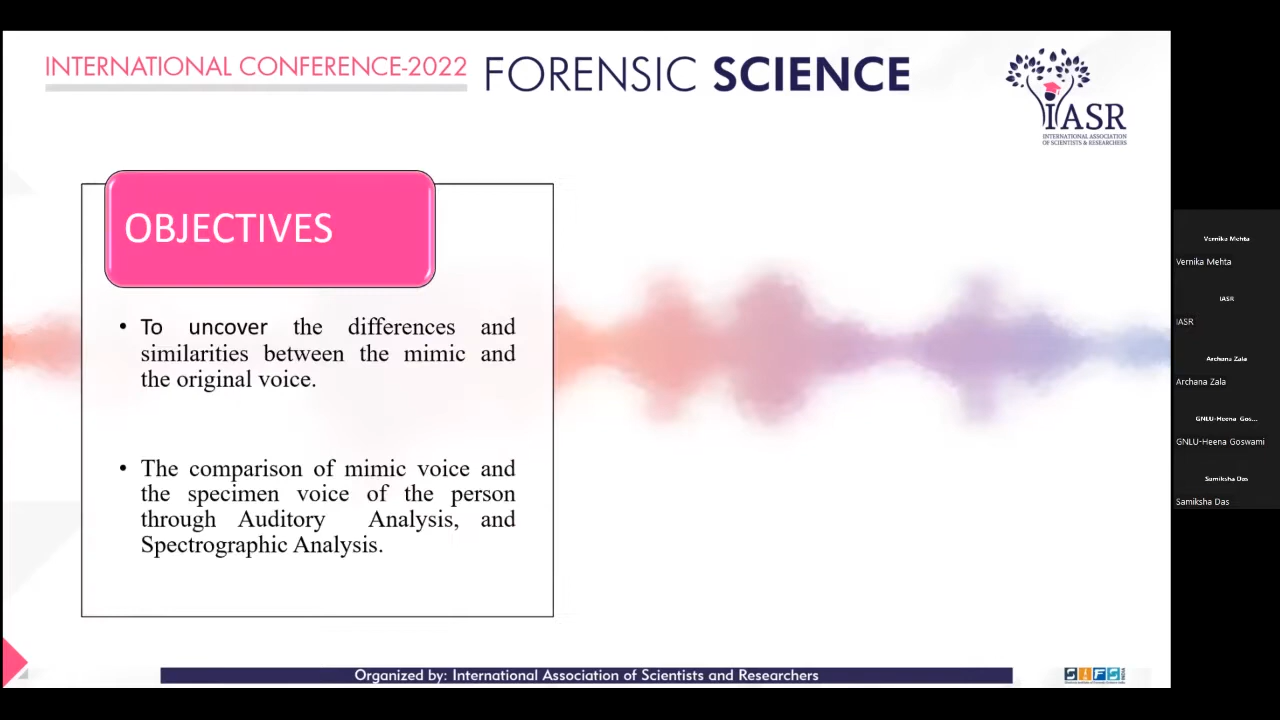 INTERNATIONAL CONFERENCE-2022 FORENSIC SCIENCE
IASR
INTERNATIONAL ASSOCIATION
OF SCIENTISTS & RESEARCHERS
OBJECTIVES
• To uncover the differences and
similarities between the mimic and
the original voice.
• The comparison of mimic voice and
the specimen voice of the person
through Auditory Analysis, and
Spectrographic Analysis.
Organized by: International Association of Scientists and Researchers
SIFS
INDIA
Vernika Mehta
Vernika Mehta
IASR
IASR
Archana Zala
Archana Zala
GNLU-Heena Gos...
GNLU-Heena Goswami
Samiksha Das
Samiksha Das